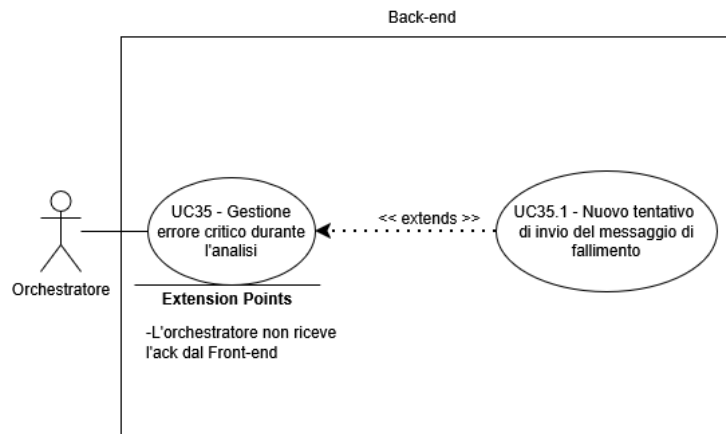 Back-end
UC35 - Gestione
errore critico durante
l'analisi
<< extends >>
UC35.1 - Nuovo tentativo
di invio del messaggio di
fallimento
Orchestratore
Extension Points
-L'orchestratore non riceve
l'ack dal Front-end